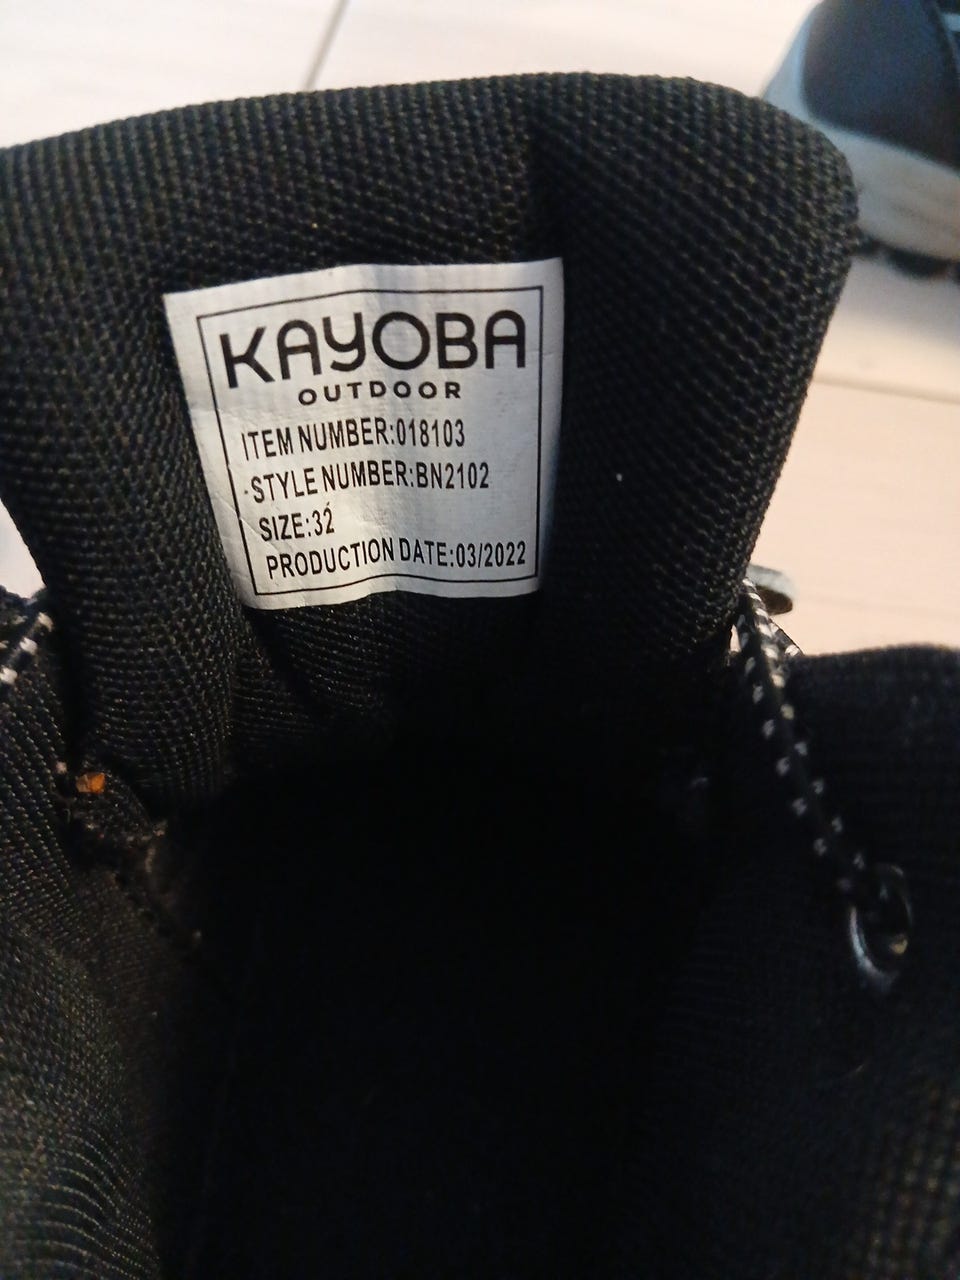 KAYOBA
OUTDOOR
ITEM NUMBER:018103
STYLE NUMBER:BN2102
SIZE:32
PRODUCTION DATE:03/2022